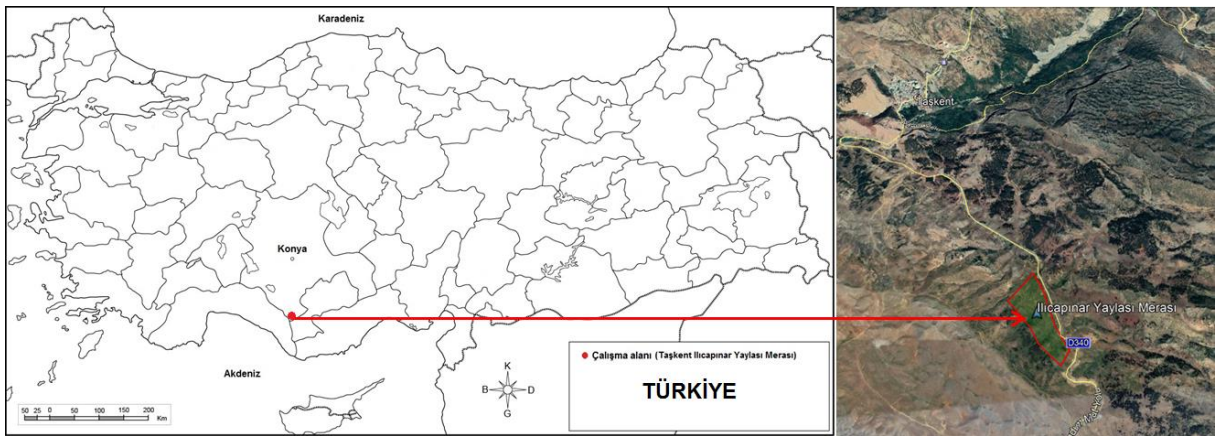 Karadeniz
Konya
Akdeniz
Çalışma alanı (Taşkent Ilıcapınar Yaylası Merası)
TÜRKİYE
K
B D
G
50 25 0 50 100 150 200
Km
Taşkent
Ilıcapınar Yaylası Merası
D340